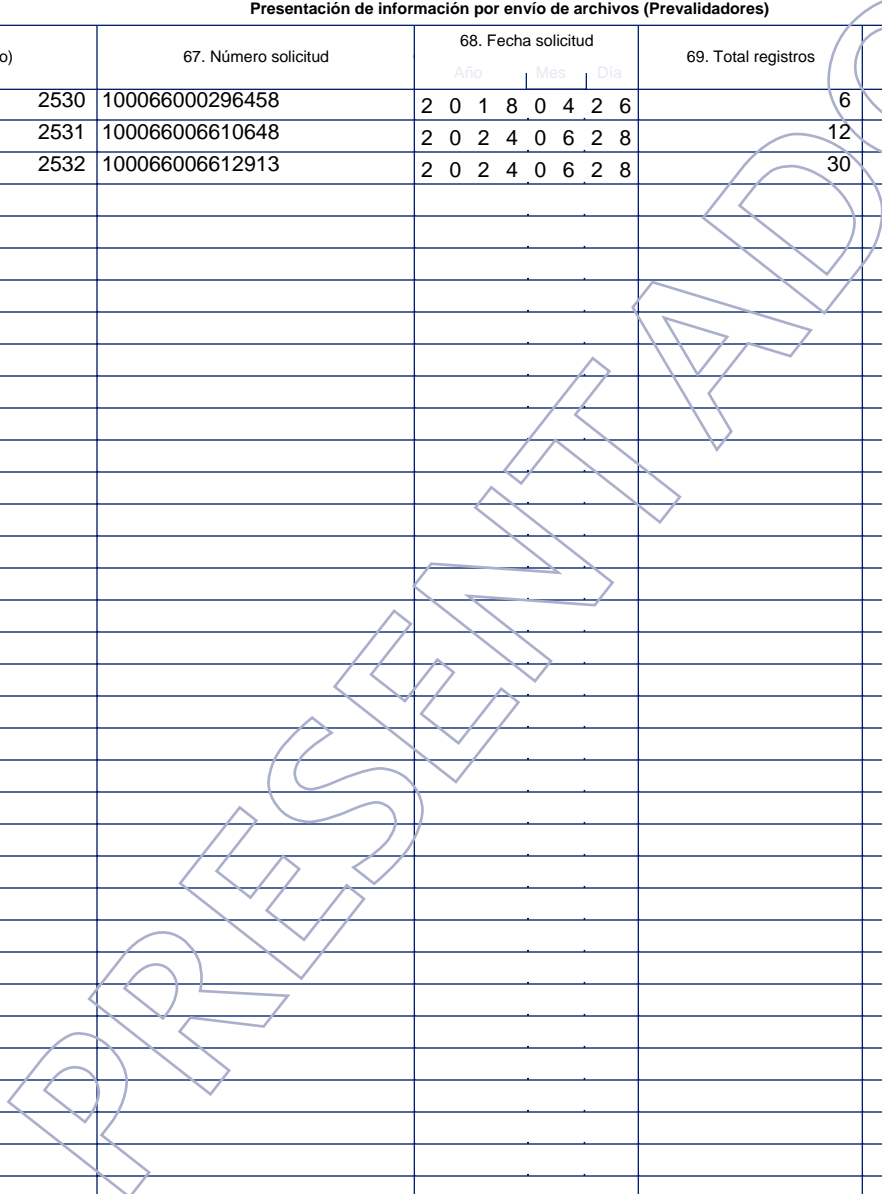 Presentación de información por envío de archivos (Prevalidadores)
o) 67. Número solicitud 68. Fecha solicitud 69. Total registros
Año Mes Día
2530 100066000296458 2 0 1 8 0 4 2 6 6
2531 100066006610648 2 0 2 4 0 6 2 8 12
2532 100066006612913 2 0 2 4 0 6 2 8 30
PRESENTADO